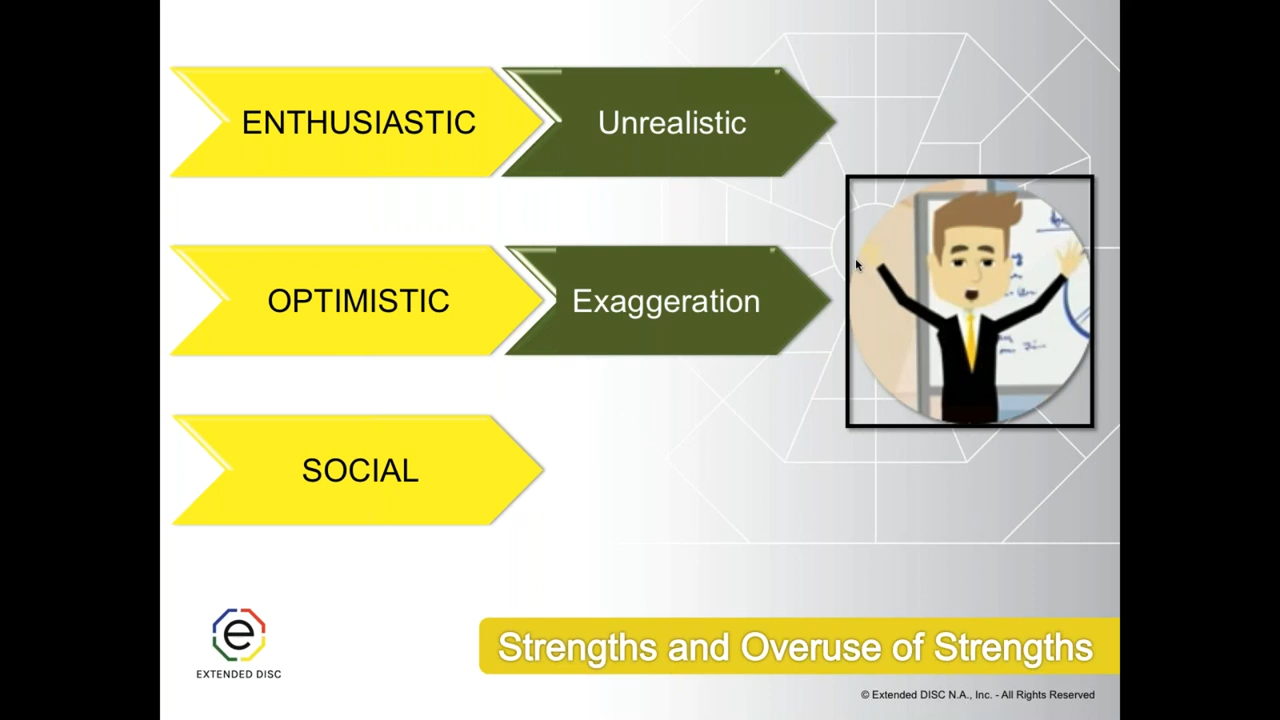 ENTHUSIASTIC
Unrealistic
OPTIMISTIC
Exaggeration
SOCIAL
e
EXTENDED DISC
Strengths and Overuse of Strengths
© Extended DISC N.A., Inc. - All Rights Reserved